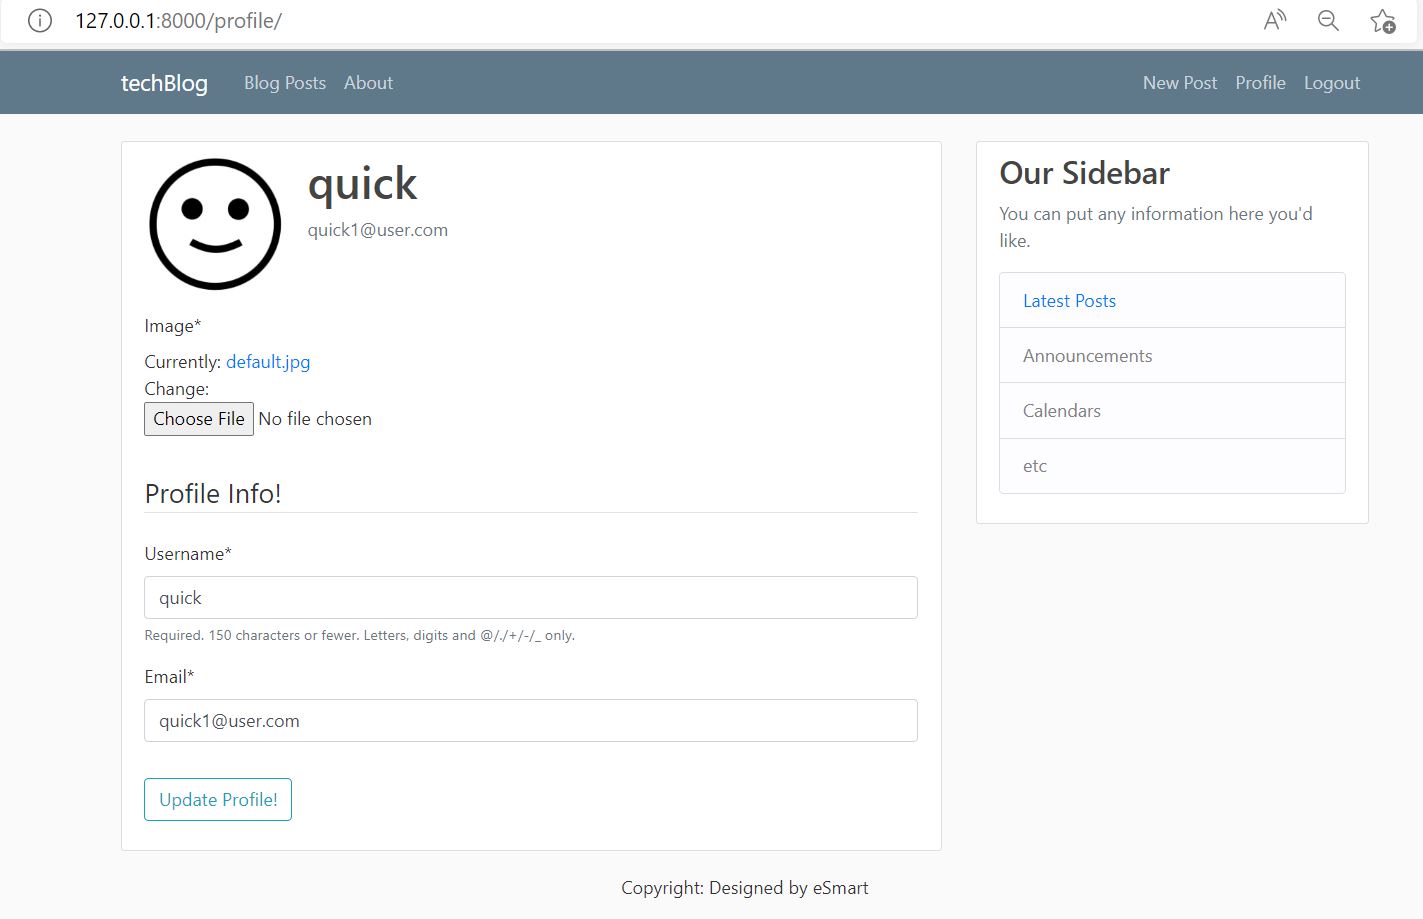 127.0.0.1:8000/profile/
techBlog Blog Posts About New Post Profile Logout
quick
quick1@user.com
Image*
Currently: default.jpg
Change:
Choose File No file chosen
Profile Info!
Username*
quick
Required. 150 characters or fewer. Letters, digits and @/./+/-/_ only.
Email*
quick1@user.com
Update Profile!
Our Sidebar
You can put any information here you'd
like.
Latest Posts
Announcements
Calendars
etc
Copyright: Designed by eSmart